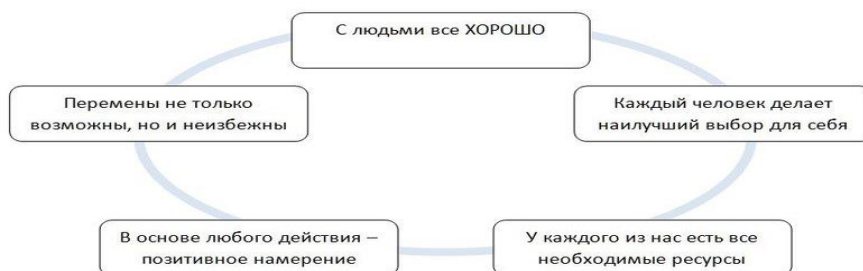 С людьми все ХОРОШО
Перемены не только
возможны, но и неизбежны
Каждый человек делает
наилучший выбор для себя
В основе любого действия –
позитивное намерение
У каждого из нас есть все
необходимые ресурсы